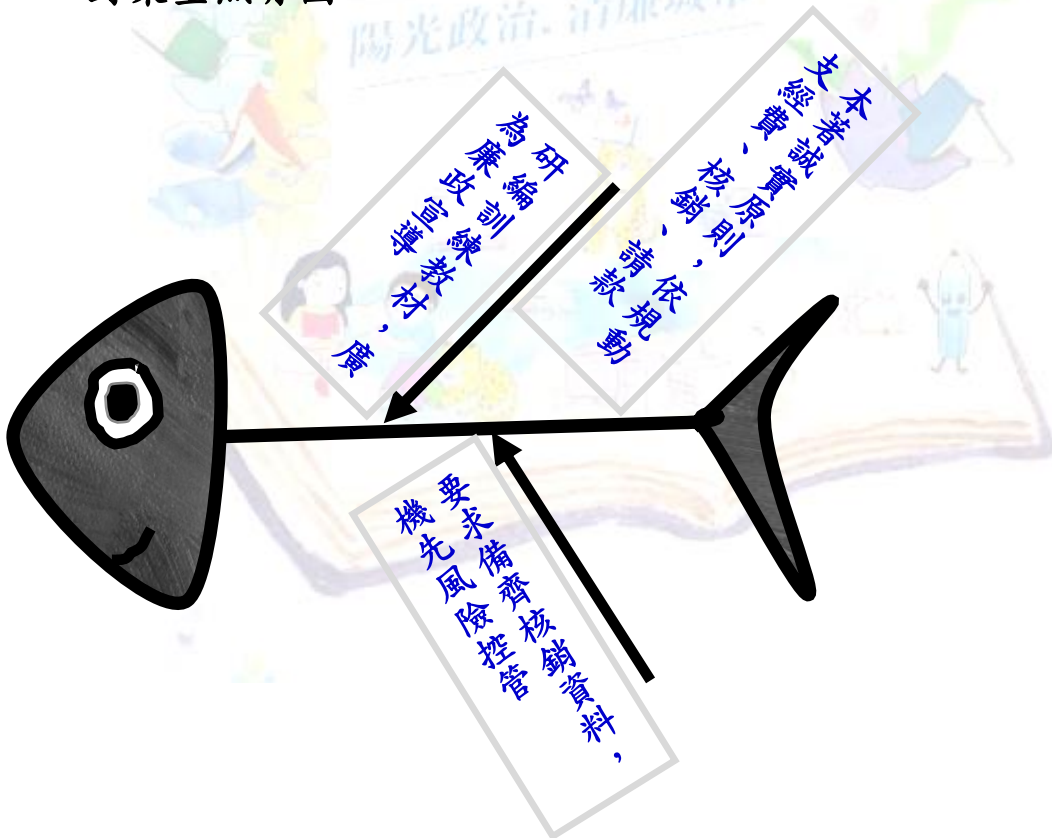 陽光政治.
研編訓練教材，廣
為廉政宣導
本著誠實原則，依規動
支經費、核銷、請款
要求備齊核銷資料，
機先風險控管